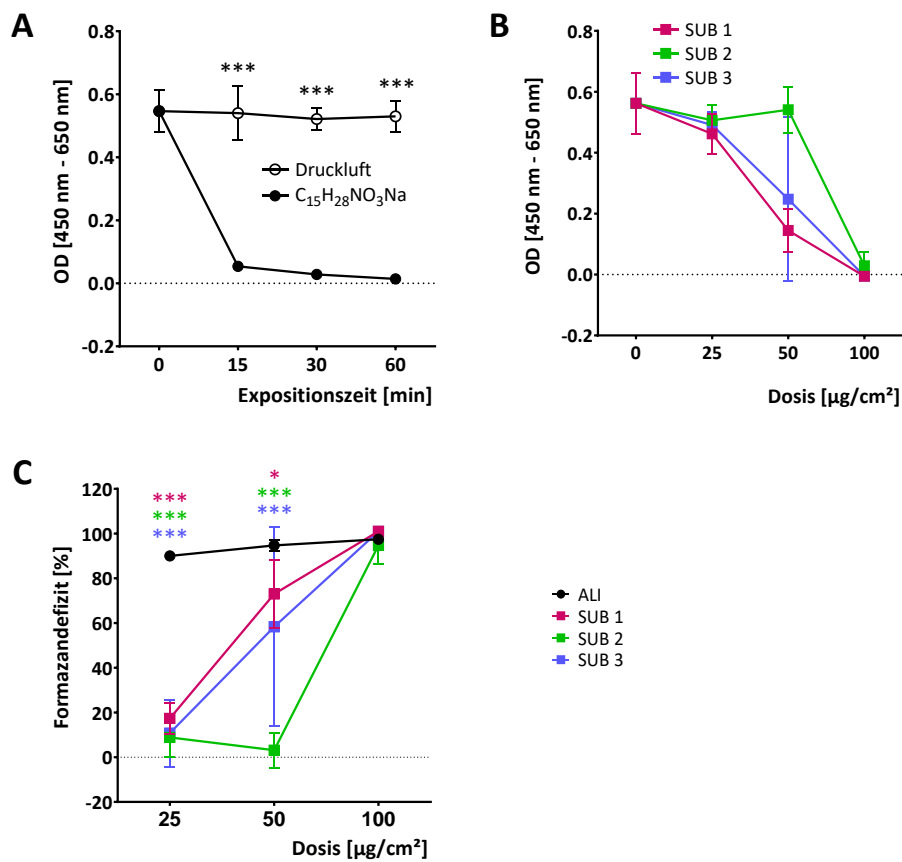 A
OD [450 nm - 650 nm]
0.8
0.6
0.4
0.2
0.0
-0.2
***
***
***
Druckluft
C₁₅H₂₈NO₃Na
0
15
30
60
Expositionszeit [min]
B
OD [450 nm - 650 nm]
0.8
0.6
0.4
0.2
0.0
-0.2
SUB 1
SUB 2
SUB 3
0
25
50
100
Dosis [µg/cm²]
C
Formazandefizit [%]
120
100
80
60
40
20
0
-20
***
***
***
*
***
***
25
50
100
Dosis [µg/cm²]
ALI
SUB 1
SUB 2
SUB 3